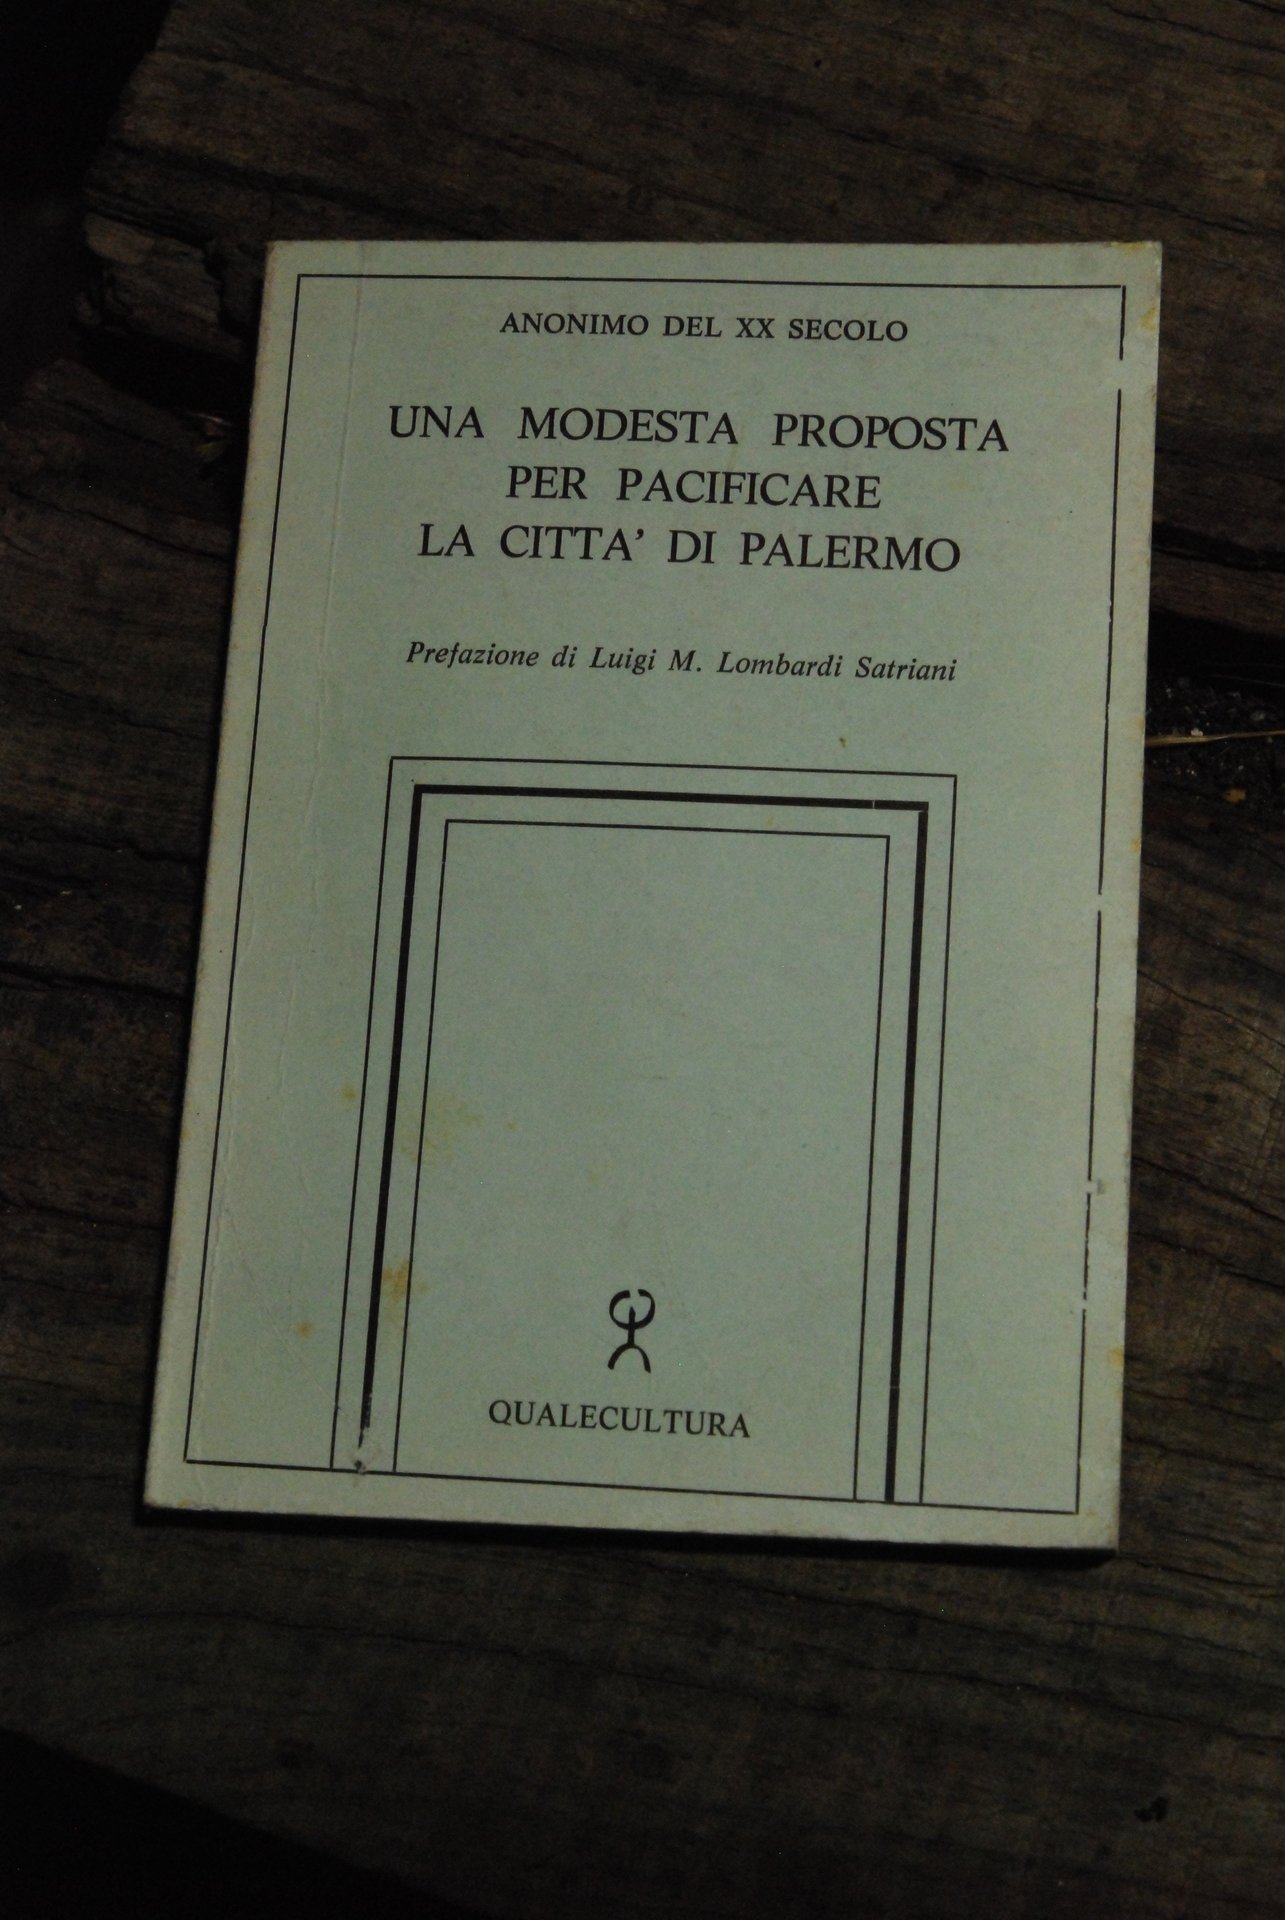 ANONIMO DEL XX SECOLO
UNA MODESTA PROPOSTA
PER PACIFICARE
LA CITTA' DI PALERMO
Prefazione di Luigi M. Lombardi Satriani
QUALECULTURA